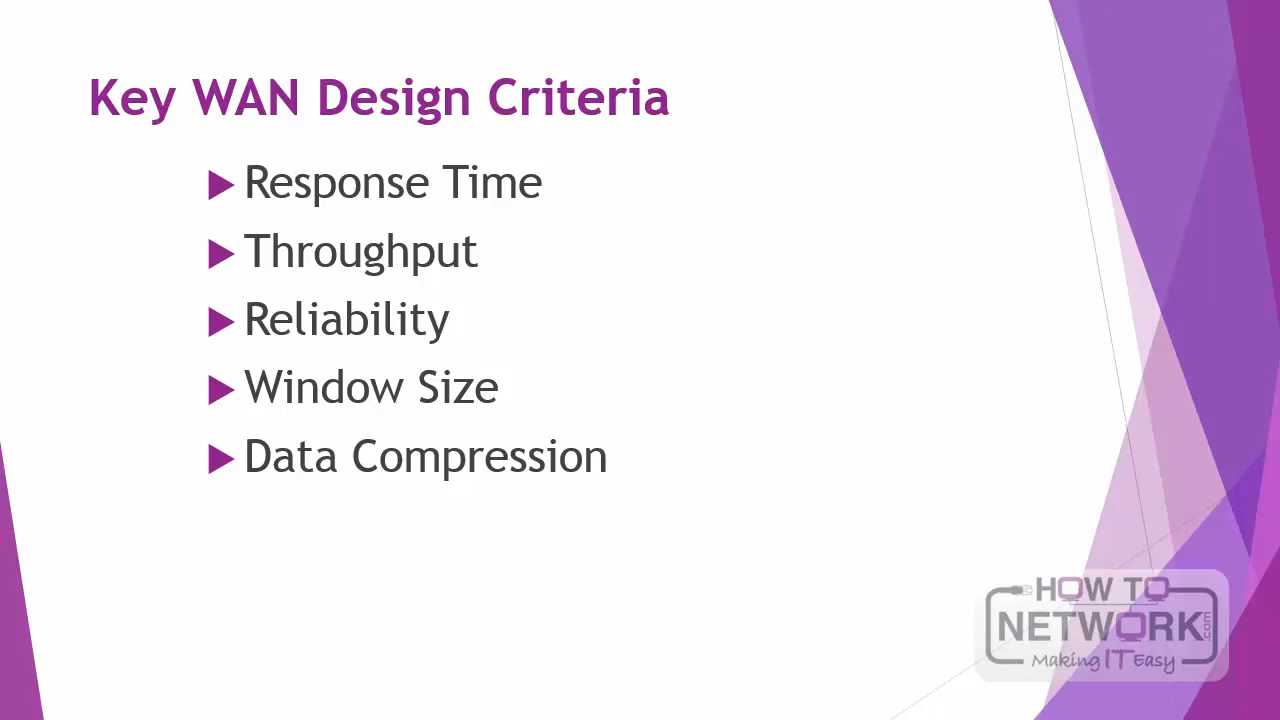 Key WAN Design Criteria
Response Time
Throughput
Reliability
Window Size
Data Compression
HOW TO
NETWORK.com
Making IT Easy